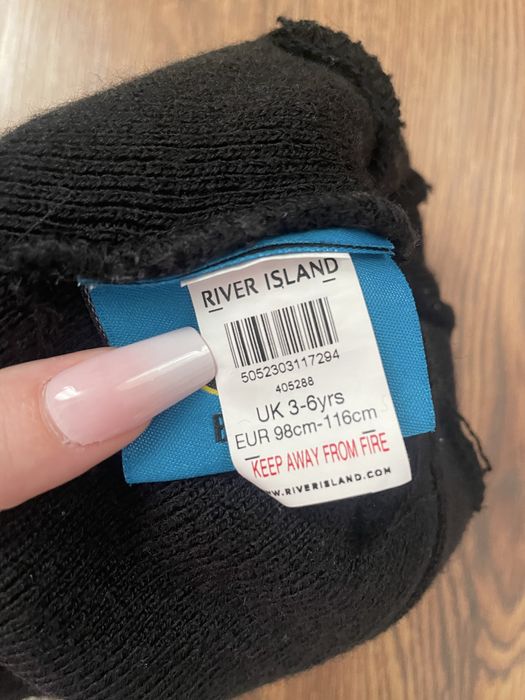 RIVER ISLAND
5052303117294
405288
UK 3-6yrs
EUR 98cm-116cm
KEEP AWAY FROM FIRE
WWW.RIVERISLAND.COM